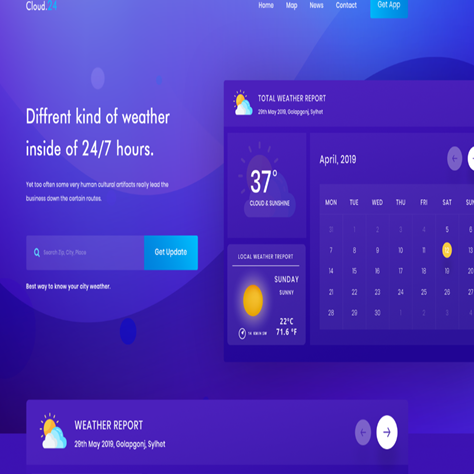 Cloud.24
Home Map News Contact Get App
Diffrent kind of weather
inside of 24/7 hours.
Yet too often some very human cultural artifacts really lead the
business down the certain routes.
Search Zip, City, Place
Get Update
Best way to know your city weather.
TOTAL WEATHER REPORT
29th May 2019, Golapgonj, Sylhet
37°
CLOUD & SUNSHINE
LOCAL WEATHER TREPORT
SUNDAY
SUNNY
22°C
71.6 °F
April, 2019
MON TUE WED THU FRI SAT SUN
31 1 2 3 4 5 6
7 8 9 10 11 12 13
14 15 16 17 18 19 20
21 22 23 24 25 26 27
28 29 30 1 2 3 4
WEATHER REPORT
29th May 2019, Golapgonj, Sylhet